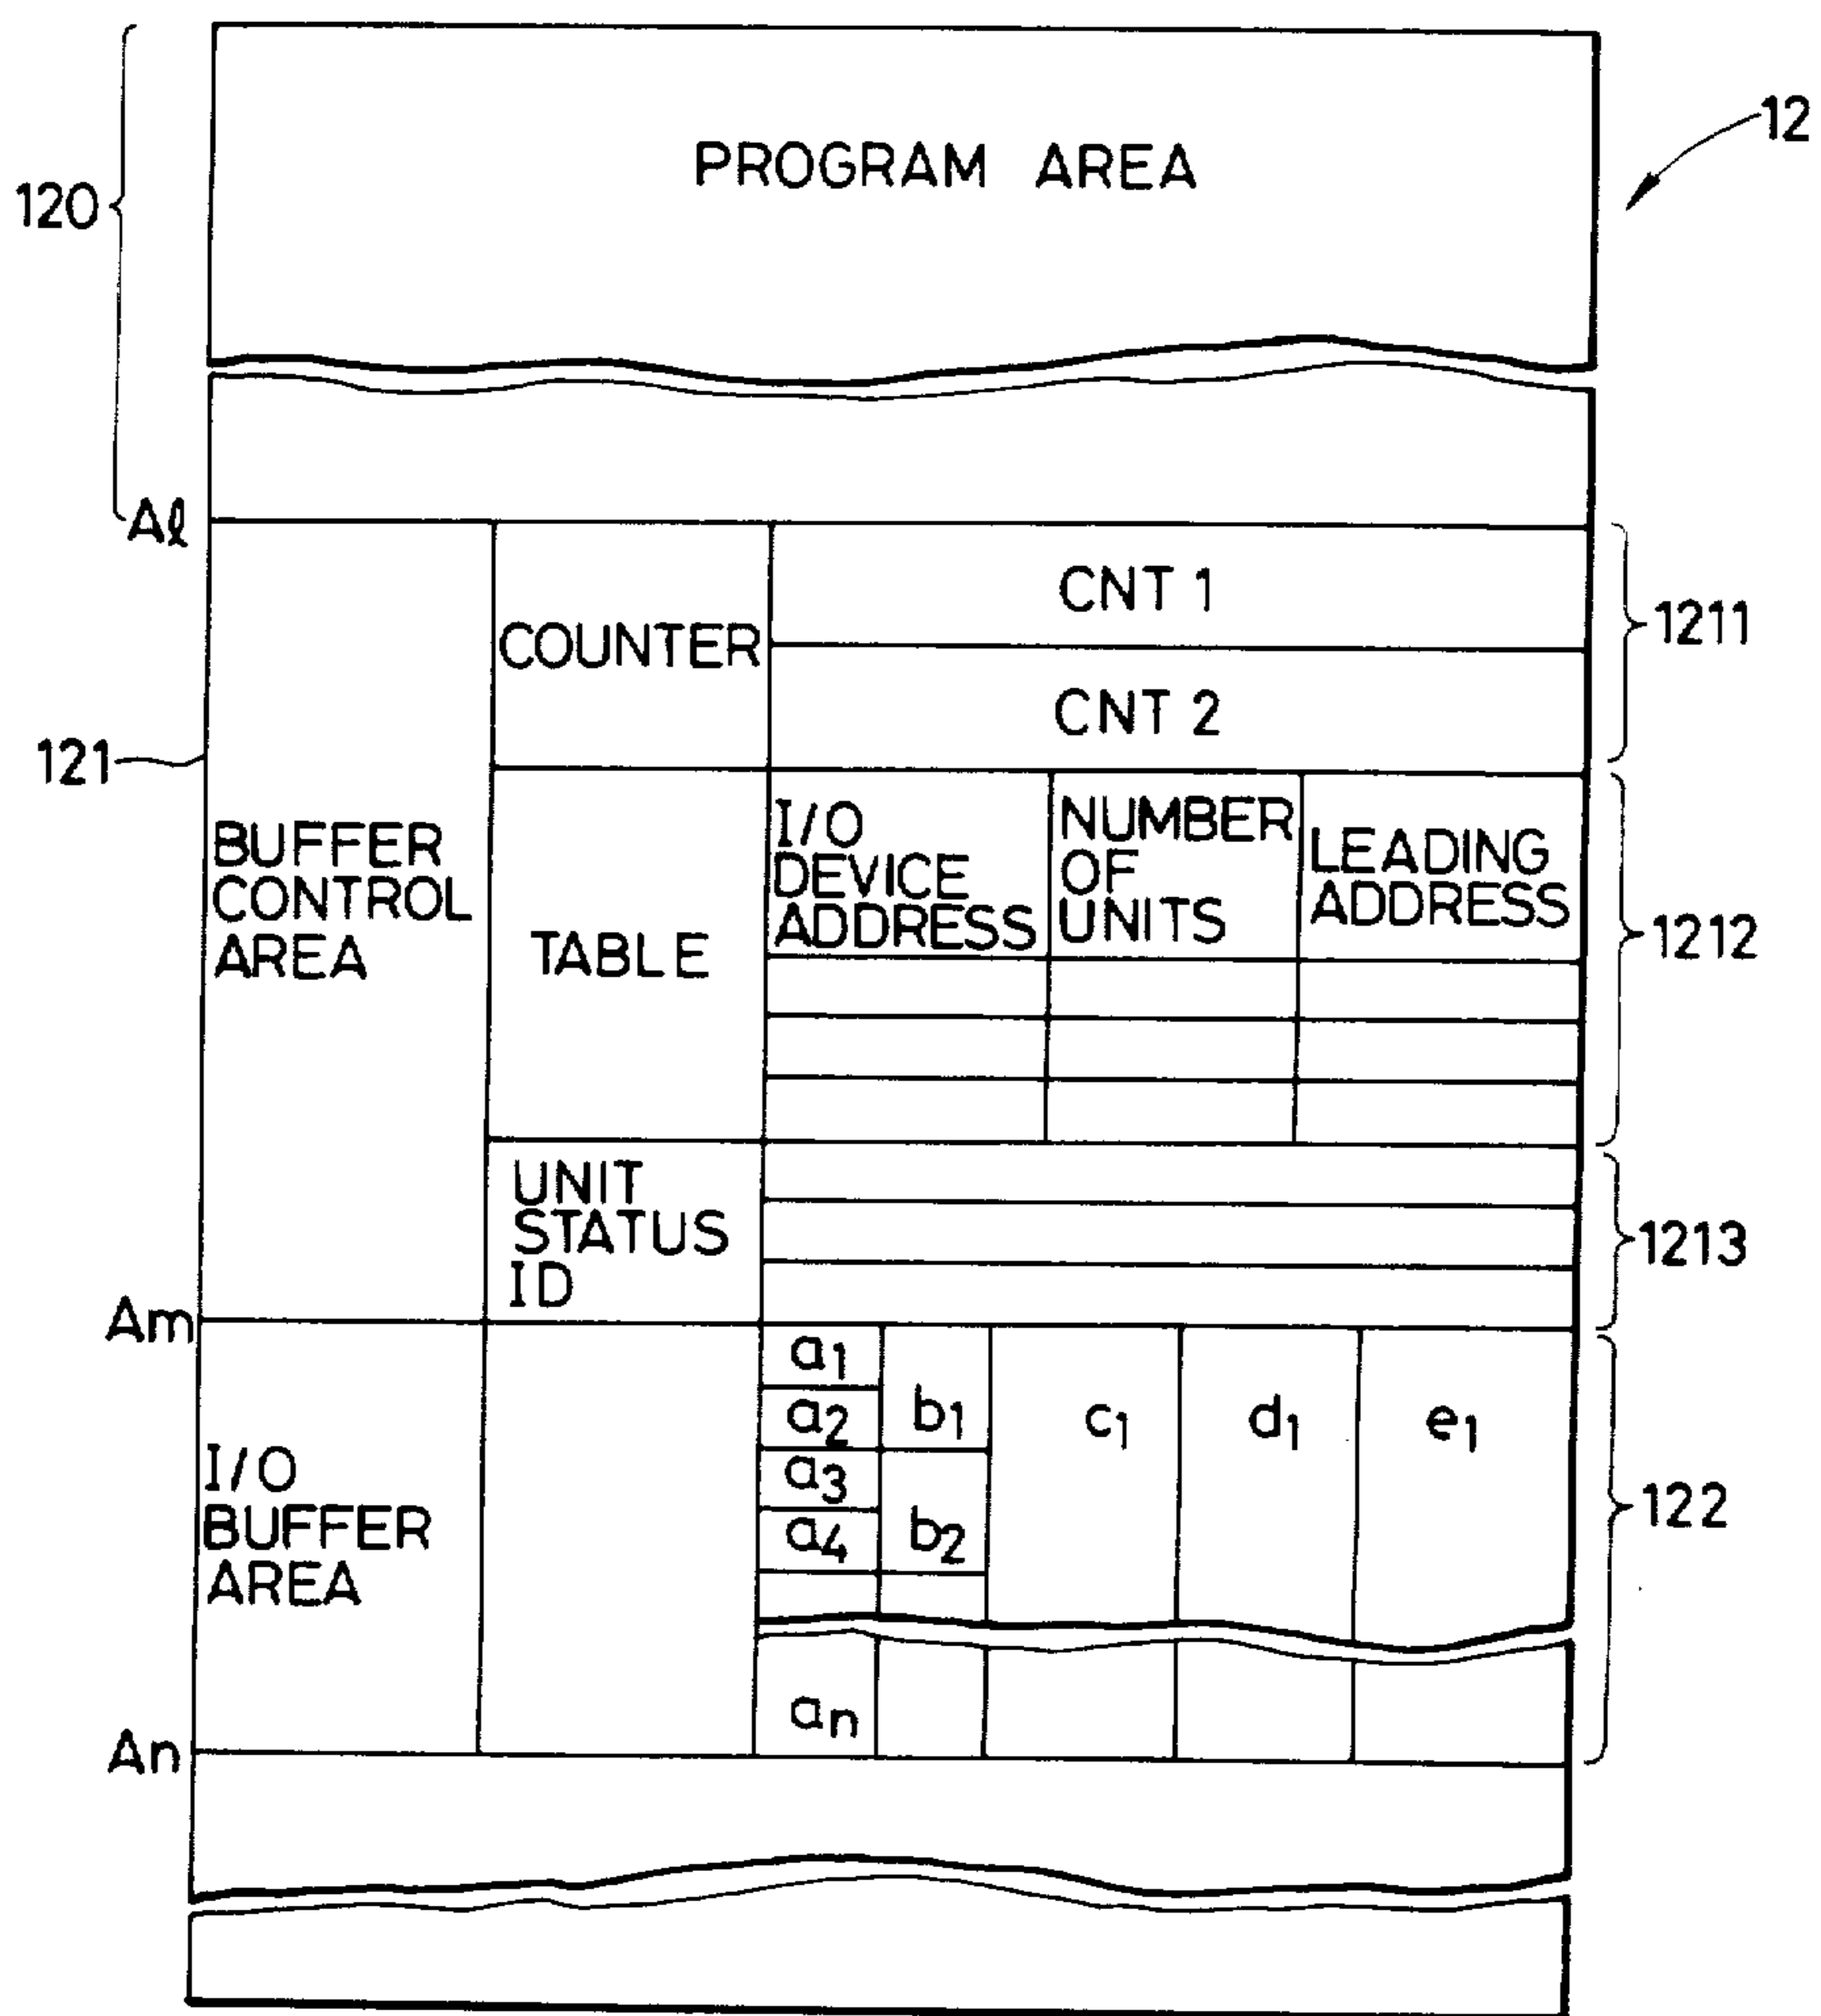 PROGRAM AREA
12
120
Aℓ
COUNTER
CNT 1
CNT 2
1211
121
BUFFER
CONTROL
AREA
TABLE
I/O
DEVICE
ADDRESS
NUMBER
OF
UNITS
LEADING
ADDRESS
1212
UNIT
STATUS
ID
1213
Am
I/O
BUFFER
AREA
a1
a2
a3
a4
an
b1
b2
c1
d1
e1
122
An